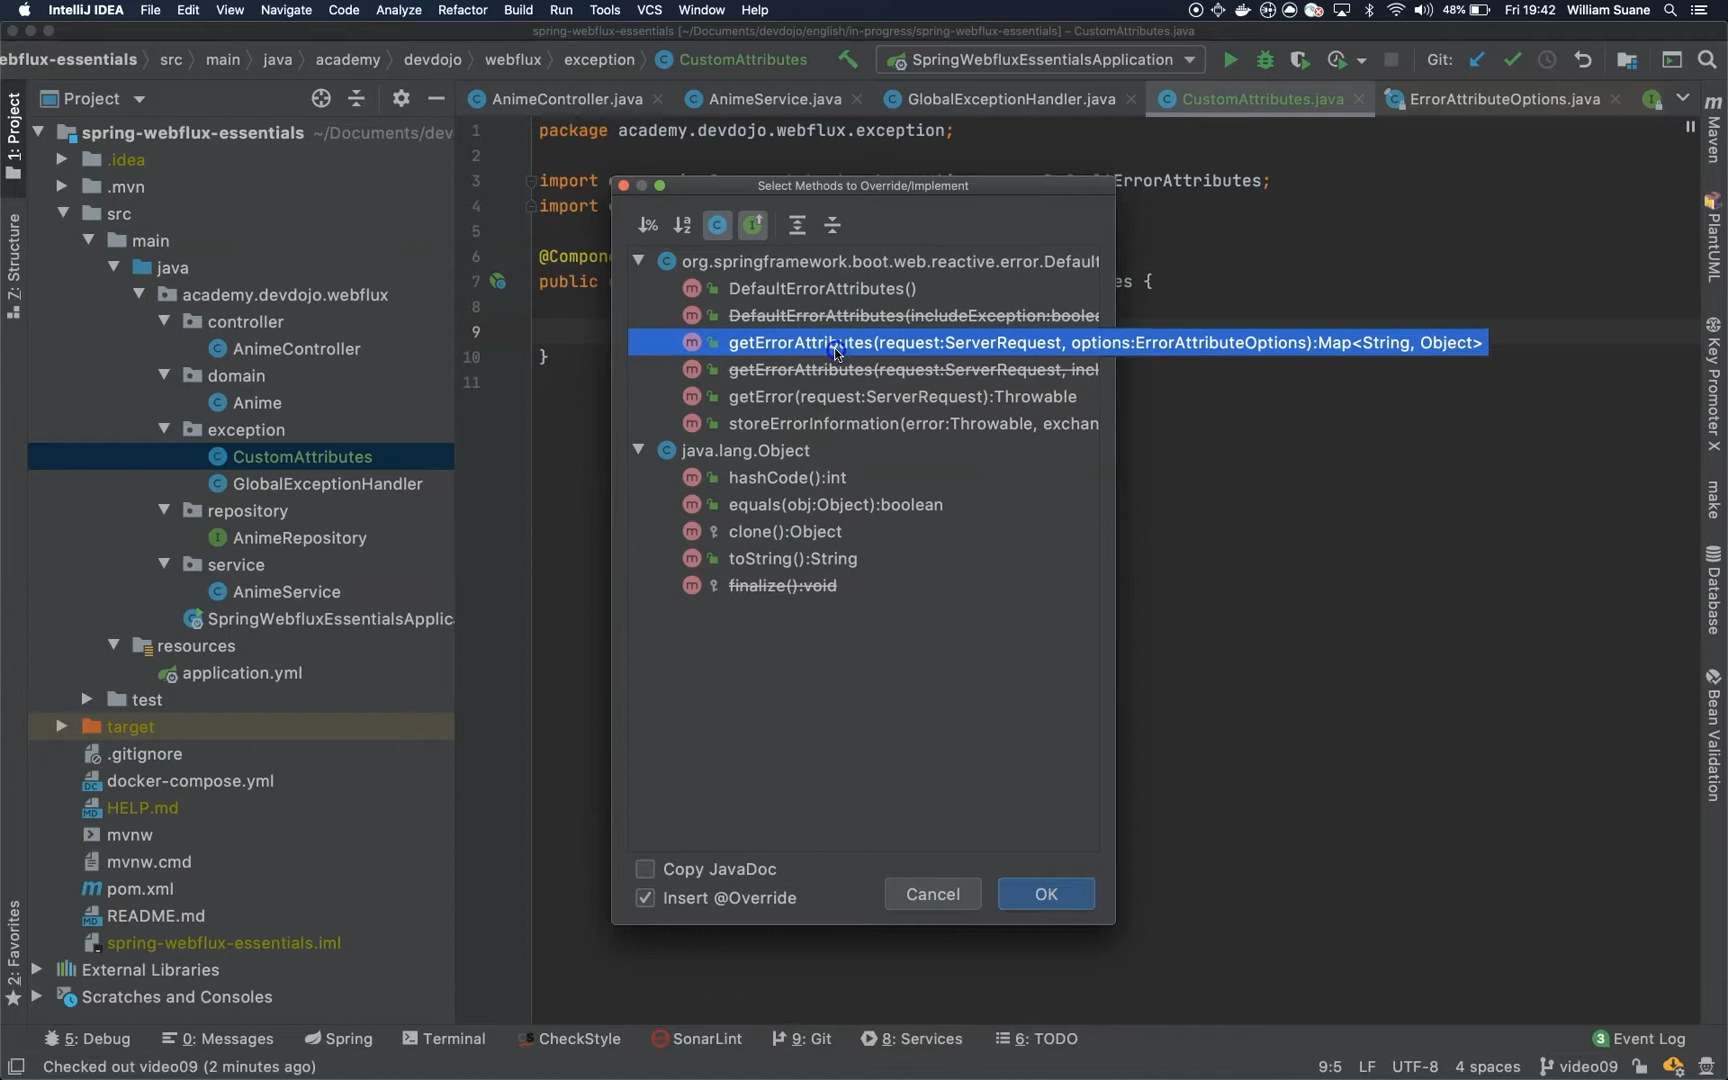 IntelliJ IDEA File Edit View Navigate Code Analyze Refactor Build Run Tools VCS Window Help 48% Fri 19:42 William Suane
spring-webflux-essentials [~/Documents/devdojo/english/in-progress/spring-webflux-essentials] – CustomAttributes.java
ebflux-essentials src main java academy devdojo webflux exception CustomAttributes SpringWebfluxEssentialsApplication Git:
Project AnimeController.java AnimeService.java GlobalExceptionHandler.java CustomAttributes.java ErrorAttributeOptions.java
1: Project
Z: Structure
2: Favorites
spring-webflux-essentials ~/Documents/dev
.idea
.mvn
src
main
java
academy.devdojo.webflux
controller
AnimeController
domain
Anime
exception
CustomAttributes
GlobalExceptionHandler
repository
AnimeRepository
service
AnimeService
SpringWebfluxEssentialsApplic
resources
application.yml
test
target
.gitignore
docker-compose.yml
HELP.md
mvnw
mvnw.cmd
pom.xml
README.md
spring-webflux-essentials.iml
External Libraries
Scratches and Consoles
1 package academy.devdojo.webflux.exception;
2
3 import ErrorAttributes;
4 import
5
6 @Compon
7 public es {
8
9
10 }
11
Select Methods to Override/Implement
org.springframework.boot.web.reactive.error.Default
DefaultErrorAttributes()
DefaultErrorAttributes(includeException:boolea
getErrorAttributes(request:ServerRequest, options:ErrorAttributeOptions):Map<String, Object>
getErrorAttributes(request:ServerRequest, incl
getError(request:ServerRequest):Throwable
storeErrorInformation(error:Throwable, exchan
java.lang.Object
hashCode():int
equals(obj:Object):boolean
clone():Object
toString():String
finalize():void
Copy JavaDoc
Insert @Override
Cancel OK
Maven
PlantUML
Key Promoter X
make
Database
Bean Validation
5: Debug 0: Messages Spring Terminal CheckStyle SonarLint 9: Git 8: Services 6: TODO 3 Event Log
Checked out video09 (2 minutes ago) 9:5 LF UTF-8 4 spaces video09